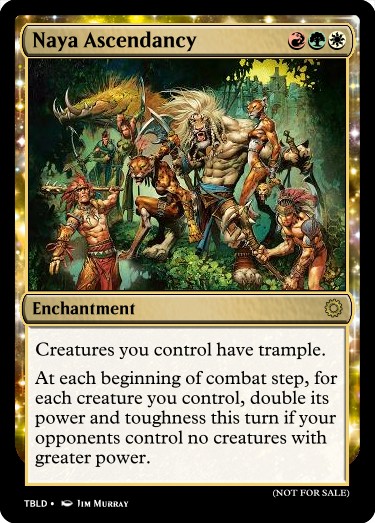 Naya Ascendancy
Enchantment
Creatures you control have trample.
At each beginning of combat step, for
each creature you control, double its
power and toughness this turn if your
opponents control no creatures with
greater power.
(NOT FOR SALE)
TBLD • Jim Murray